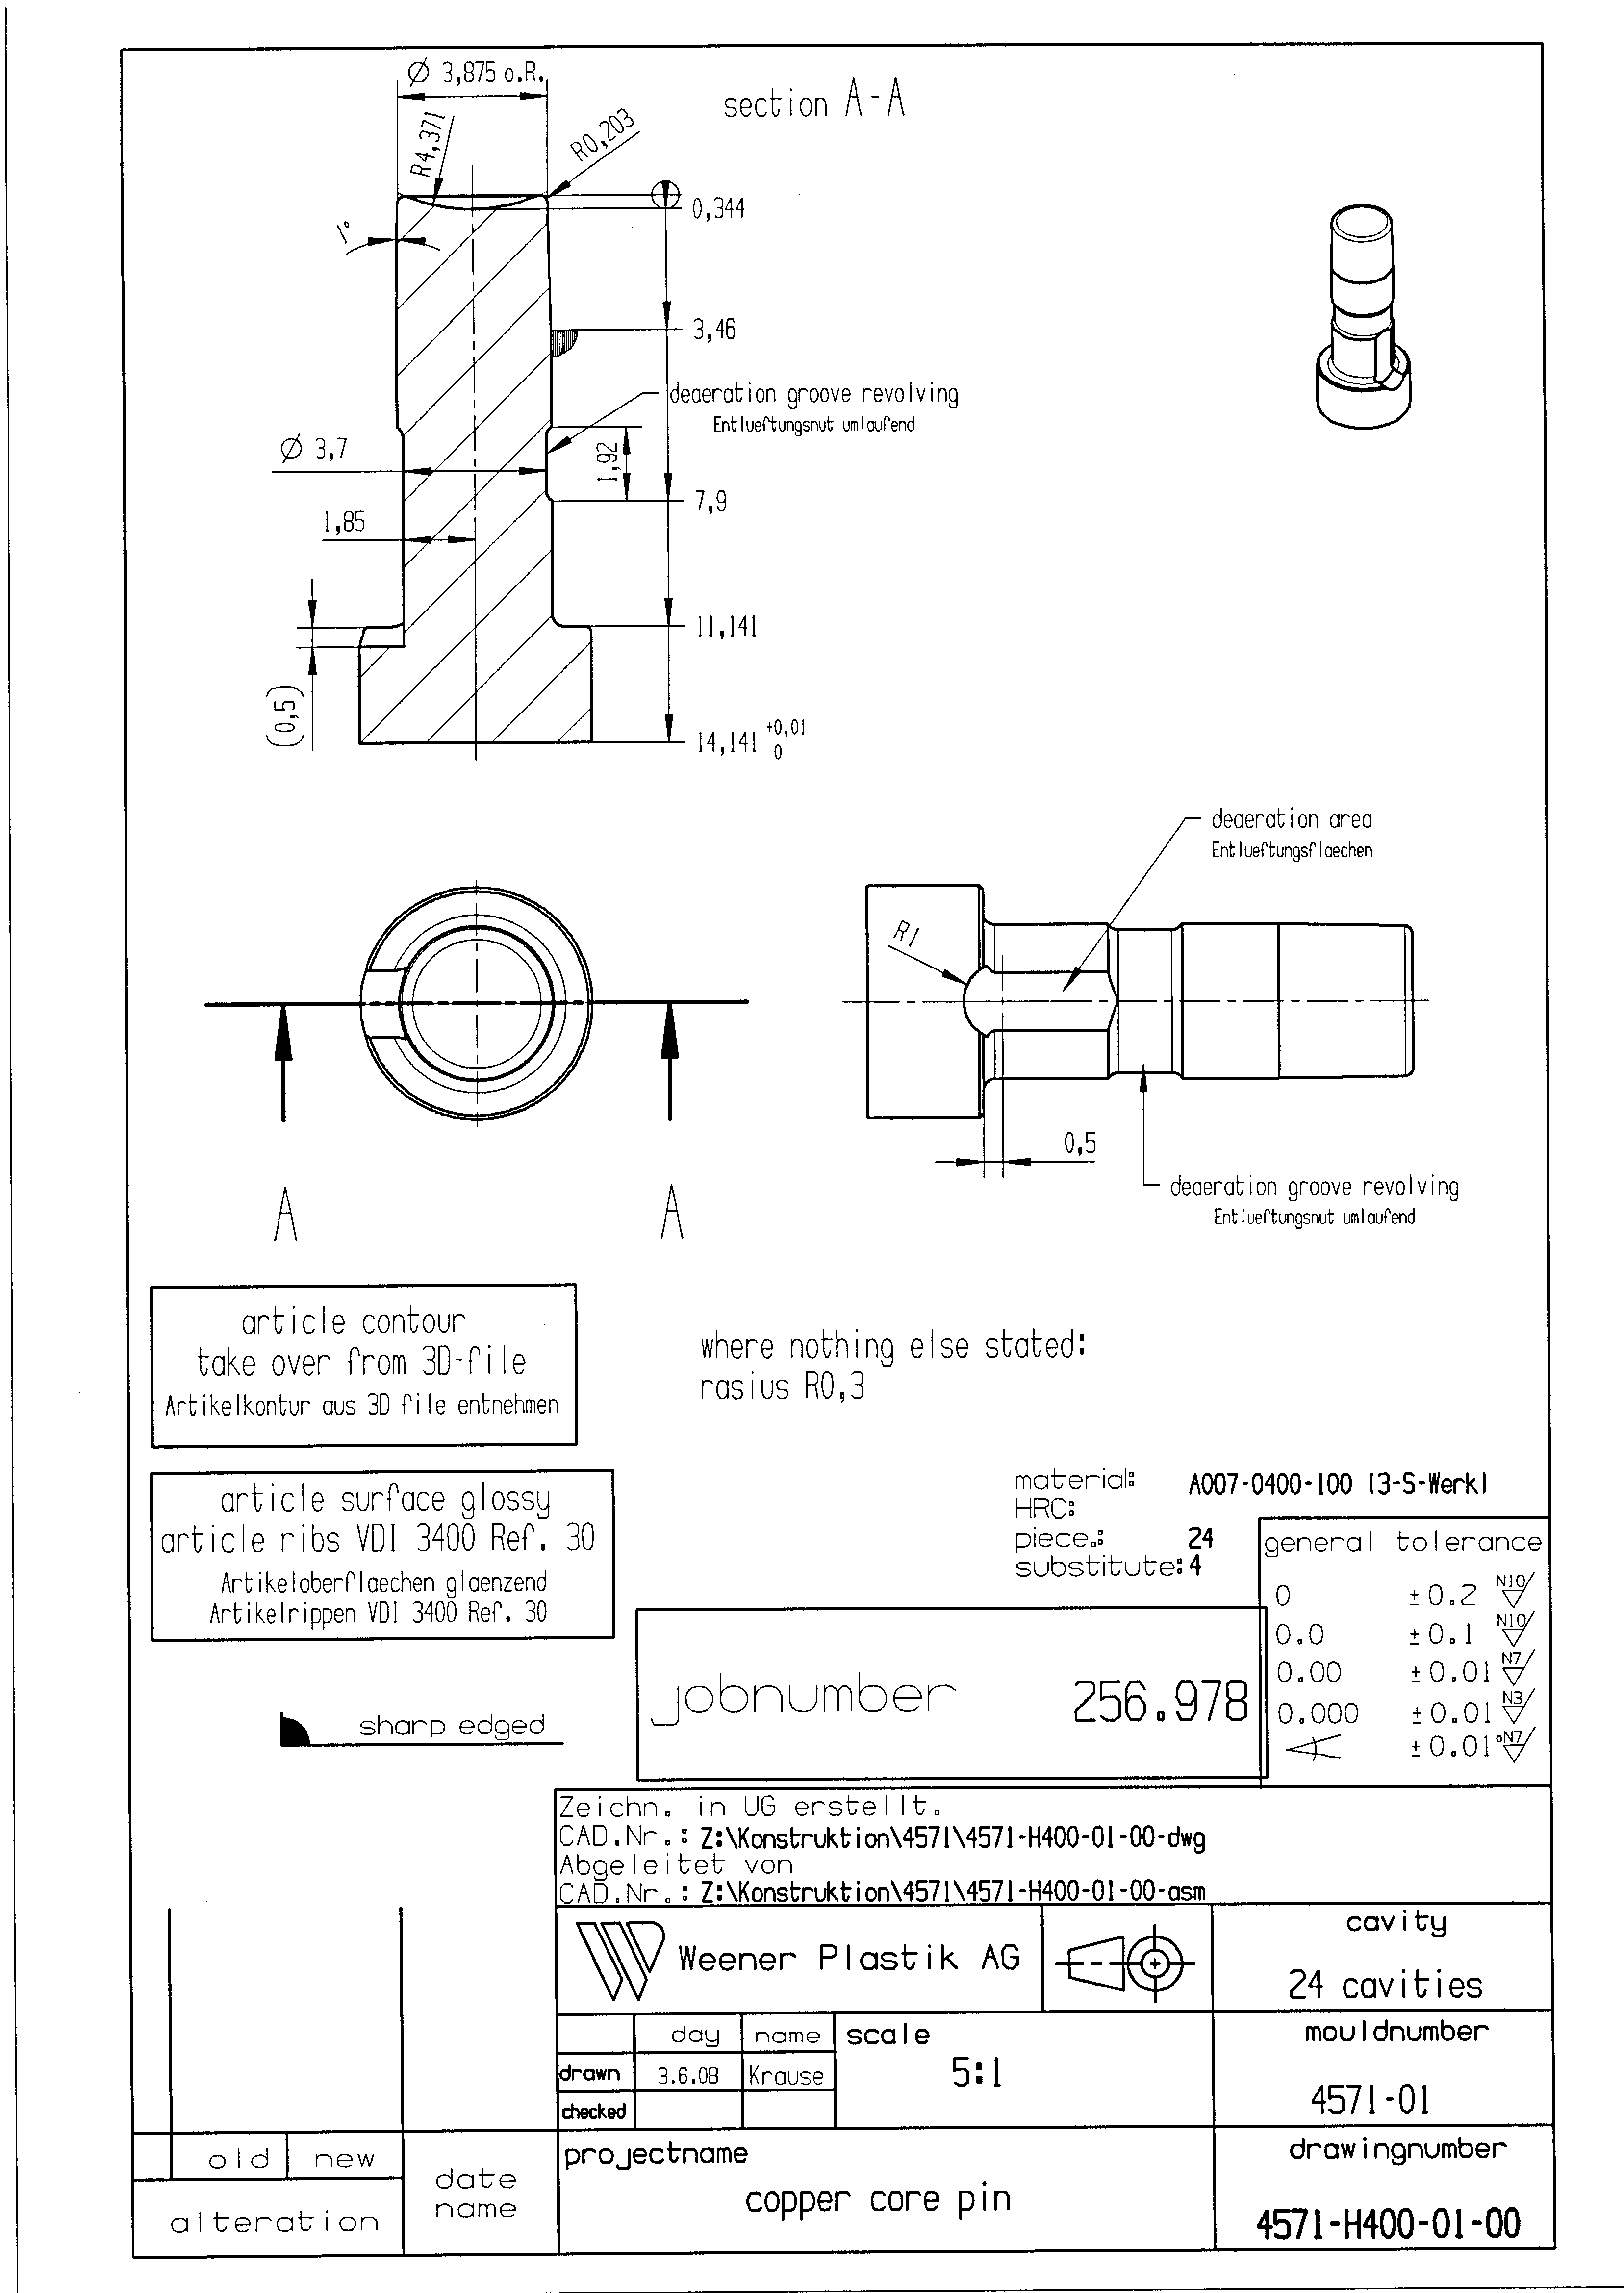 Ø 3,875 o.R.
section A-A
R4,371
R0,203
0,344
1°
3,46
deaeration groove revolving
Entlueftungsnut umlaufend
Ø 3,7
1,92
7,9
1,85
11,141
(0,5)
14,141 +0,01
0
deaeration area
Entlueftungsflaechen
R1
0,5
deaeration groove revolving
Entlueftungsnut umlaufend
A
A
article contour
take over from 3D-file
Artikelkontur aus 3D file entnehmen
where nothing else stated:
rasius R0,3
article surface glossy
article ribs VDI 3400 Ref. 30
Artikeloberflaechen glaenzend
Artikelrippen VDI 3400 Ref. 30
material: A007-0400-100 (3-S-Werk)
HRC:
piece.: 24
substitute: 4
general tolerance
0 ±0.2 N10
0.0 ±0.1 N10
0.00 ±0.01 N7
0.000 ±0.01 N3
±0.01° N7
jobnumber 256.978
sharp edged
Zeichn. in UG erstellt.
CAD.Nr.: Z:\Konstruktion\4571\4571-H400-01-00-dwg
Abgeleitet von
CAD.Nr.: Z:\Konstruktion\4571\4571-H400-01-00-asm
Weener Plastik AG
cavity
24 cavities
day name
scale
5:1
drawn 3.6.08 Krause
checked
mouldnumber
4571-01
old new
alteration
date
name
projectname
copper core pin
drawingnumber
4571-H400-01-00